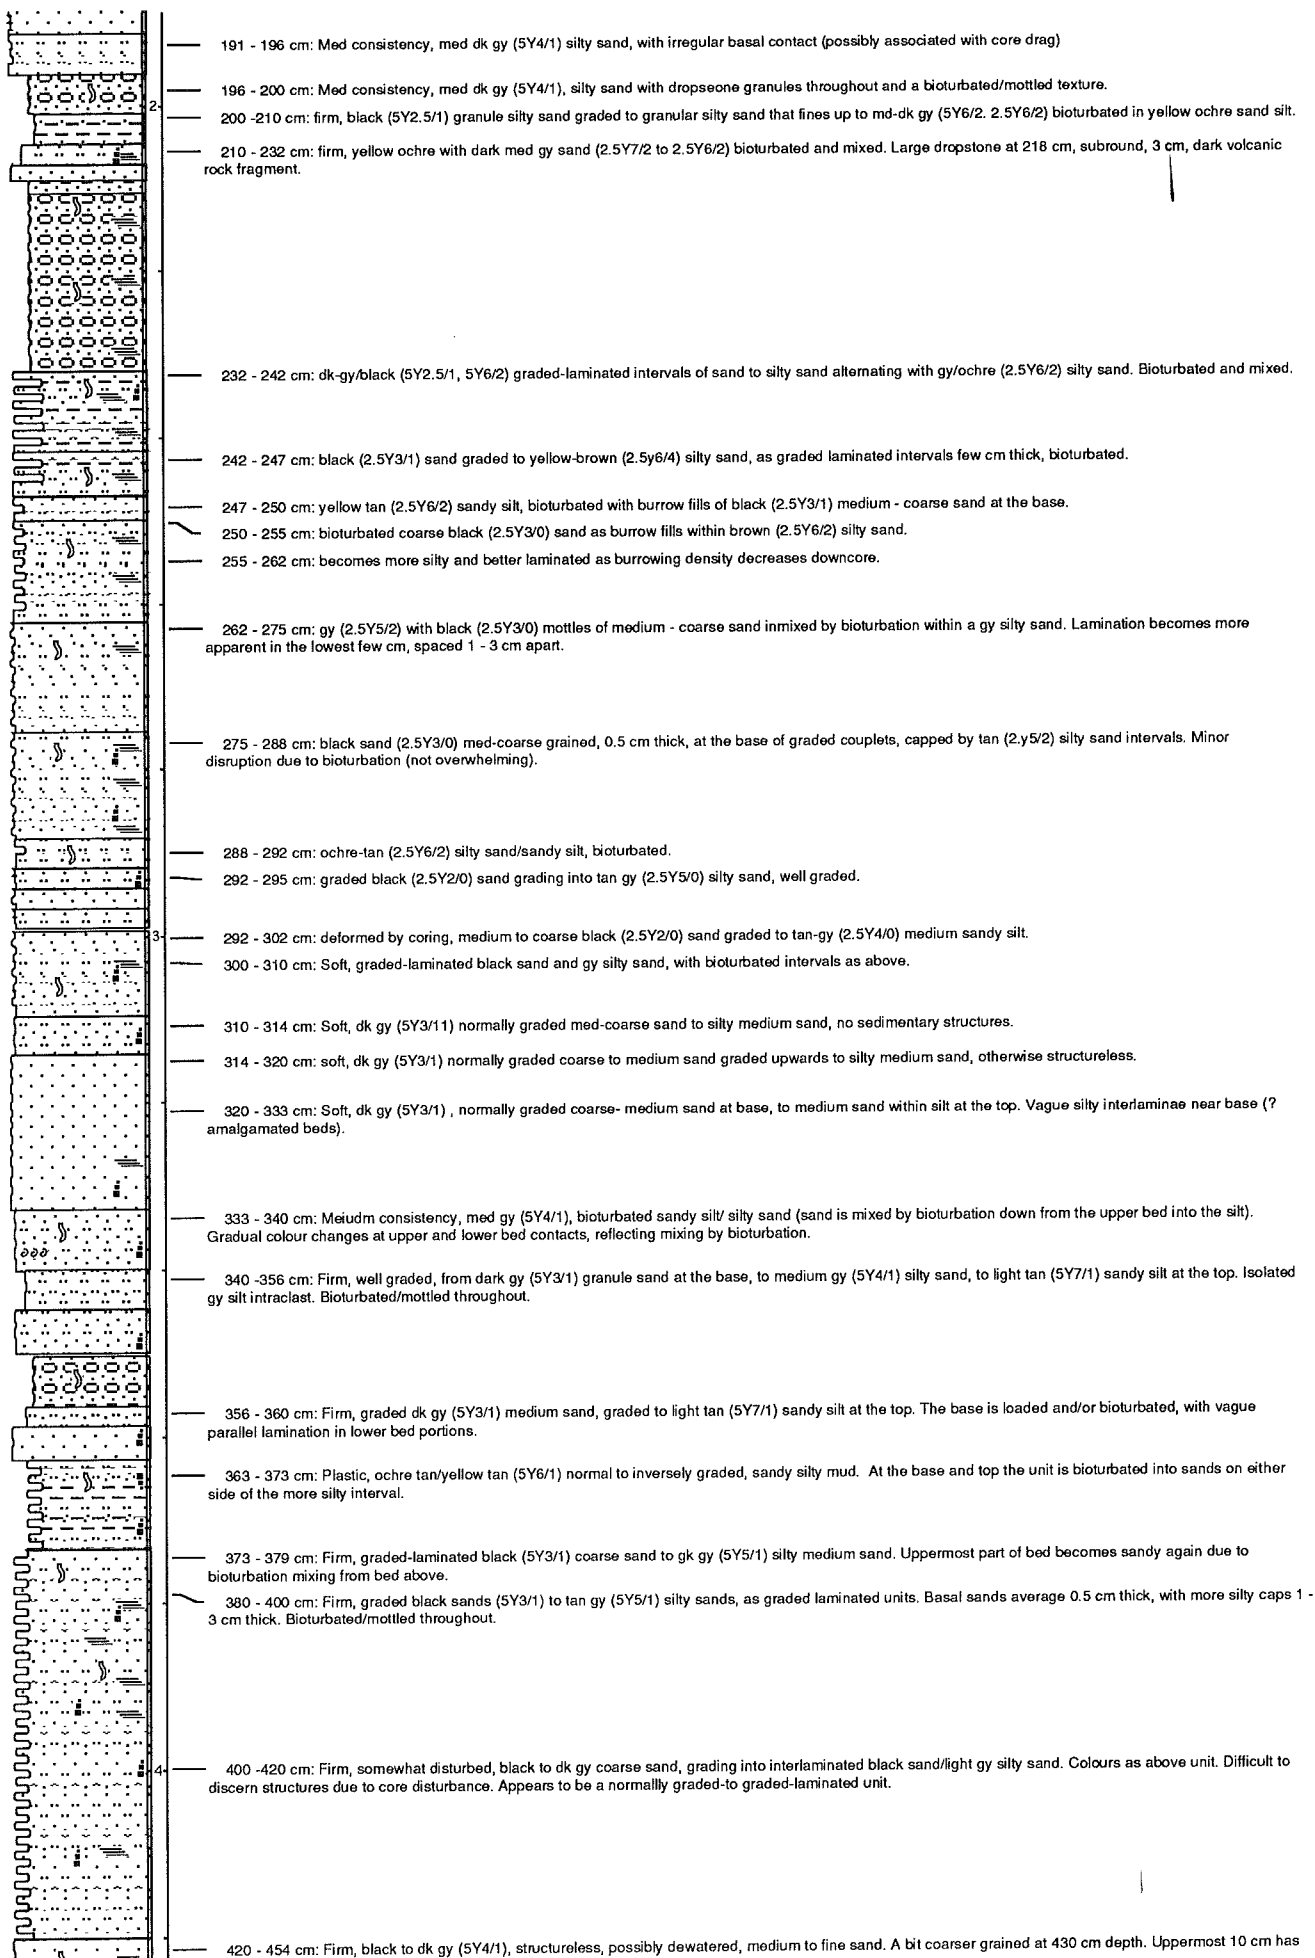 191 - 196 cm: Med consistency, med dk gy (5Y4/1) silty sand, with irregular basal contact (possibly associated with core drag)
196 - 200 cm: Med consistency, med dk gy (5Y4/1), silty sand with dropseone granules throughout and a bioturbated/mottled texture.
2
200 -210 cm: firm, black (5Y2.5/1) granule silty sand graded to granular silty sand that fines up to md-dk gy (5Y6/2. 2.5Y6/2) bioturbated in yellow ochre sand silt.
210 - 232 cm: firm, yellow ochre with dark med gy sand (2.5Y7/2 to 2.5Y6/2) bioturbated and mixed. Large dropstone at 218 cm, subround, 3 cm, dark volcanic
rock fragment.
232 - 242 cm: dk-gy/black (5Y2.5/1, 5Y6/2) graded-laminated intervals of sand to silty sand alternating with gy/ochre (2.5Y6/2) silty sand. Bioturbated and mixed.
242 - 247 cm: black (2.5Y3/1) sand graded to yellow-brown (2.5y6/4) silty sand, as graded laminated intervals few cm thick, bioturbated.
247 - 250 cm: yellow tan (2.5Y6/2) sandy silt, bioturbated with burrow fills of black (2.5Y3/1) medium - coarse sand at the base.
250 - 255 cm: bioturbated coarse black (2.5Y3/0) sand as burrow fills within brown (2.5Y6/2) silty sand.
255 - 262 cm: becomes more silty and better laminated as burrowing density decreases downcore.
262 - 275 cm: gy (2.5Y5/2) with black (2.5Y3/0) mottles of medium - coarse sand inmixed by bioturbation within a gy silty sand. Lamination becomes more
apparent in the lowest few cm, spaced 1 - 3 cm apart.
275 - 288 cm: black sand (2.5Y3/0) med-coarse grained, 0.5 cm thick, at the base of graded couplets, capped by tan (2.y5/2) silty sand intervals. Minor
disruption due to bioturbation (not overwhelming).
288 - 292 cm: ochre-tan (2.5Y6/2) silty sand/sandy silt, bioturbated.
292 - 295 cm: graded black (2.5Y2/0) sand grading into tan gy (2.5Y5/0) silty sand, well graded.
3
292 - 302 cm: deformed by coring, medium to coarse black (2.5Y2/0) sand graded to tan-gy (2.5Y4/0) medium sandy silt.
300 - 310 cm: Soft, graded-laminated black sand and gy silty sand, with bioturbated intervals as above.
310 - 314 cm: Soft, dk gy (5Y3/11) normally graded med-coarse sand to silty medium sand, no sedimentary structures.
314 - 320 cm: soft, dk gy (5Y3/1) normally graded coarse to medium sand graded upwards to silty medium sand, otherwise structureless.
320 - 333 cm: Soft, dk gy (5Y3/1) , normally graded coarse- medium sand at base, to medium sand within silt at the top. Vague silty interlaminae near base (?
amalgamated beds).
333 - 340 cm: Meiudm consistency, med gy (5Y4/1), bioturbated sandy silt/ silty sand (sand is mixed by bioturbation down from the upper bed into the silt).
Gradual colour changes at upper and lower bed contacts, reflecting mixing by bioturbation.
340 -356 cm: Firm, well graded, from dark gy (5Y3/1) granule sand at the base, to medium gy (5Y4/1) silty sand, to light tan (5Y7/1) sandy silt at the top. Isolated
gy silt intraclast. Bioturbated/mottled throughout.
356 - 360 cm: Firm, graded dk gy (5Y3/1) medium sand, graded to light tan (5Y7/1) sandy silt at the top. The base is loaded and/or bioturbated, with vague
parallel lamination in lower bed portions.
363 - 373 cm: Plastic, ochre tan/yellow tan (5Y6/1) normal to inversely graded, sandy silty mud. At the base and top the unit is bioturbated into sands on either
side of the more silty interval.
373 - 379 cm: Firm, graded-laminated black (5Y3/1) coarse sand to gk gy (5Y5/1) silty medium sand. Uppermost part of bed becomes sandy again due to
bioturbation mixing from bed above.
380 - 400 cm: Firm, graded black sands (5Y3/1) to tan gy (5Y5/1) silty sands, as graded laminated units. Basal sands average 0.5 cm thick, with more silty caps 1 -
3 cm thick. Bioturbated/mottled throughout.
4
400 -420 cm: Firm, somewhat disturbed, black to dk gy coarse sand, grading into interlaminated black sand/light gy silty sand. Colours as above unit. Difficult to
discern structures due to core disturbance. Appears to be a normallly graded-to graded-laminated unit.
420 - 454 cm: Firm, black to dk gy (5Y4/1), structureless, possibly dewatered, medium to fine sand. A bit coarser grained at 430 cm depth. Uppermost 10 cm has